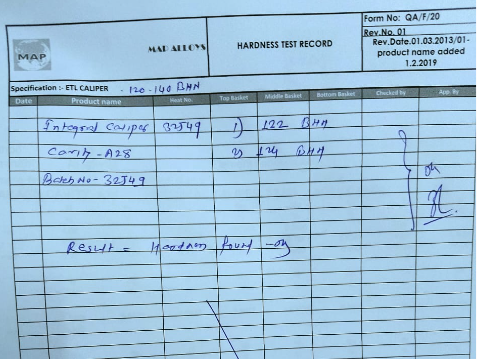 MAP
MAP ALLOYS
HARDNESS TEST RECORD
Form No: QA/F/20
Rev.No. 01
Rev.Date.01.03.2013/01-
product name added
1.2.2019
Specification :- ETL CALIPER - 120-140 BHN
Date Product name Heat No. Top Basket Middle Basket Bottom Basket Checked by App. By
Integral Caliper 32J49 1) 122 BHN
Cavity - A28 2) 124 BHN
Batch No - 32J49
ok
Result = Hardness found - ok